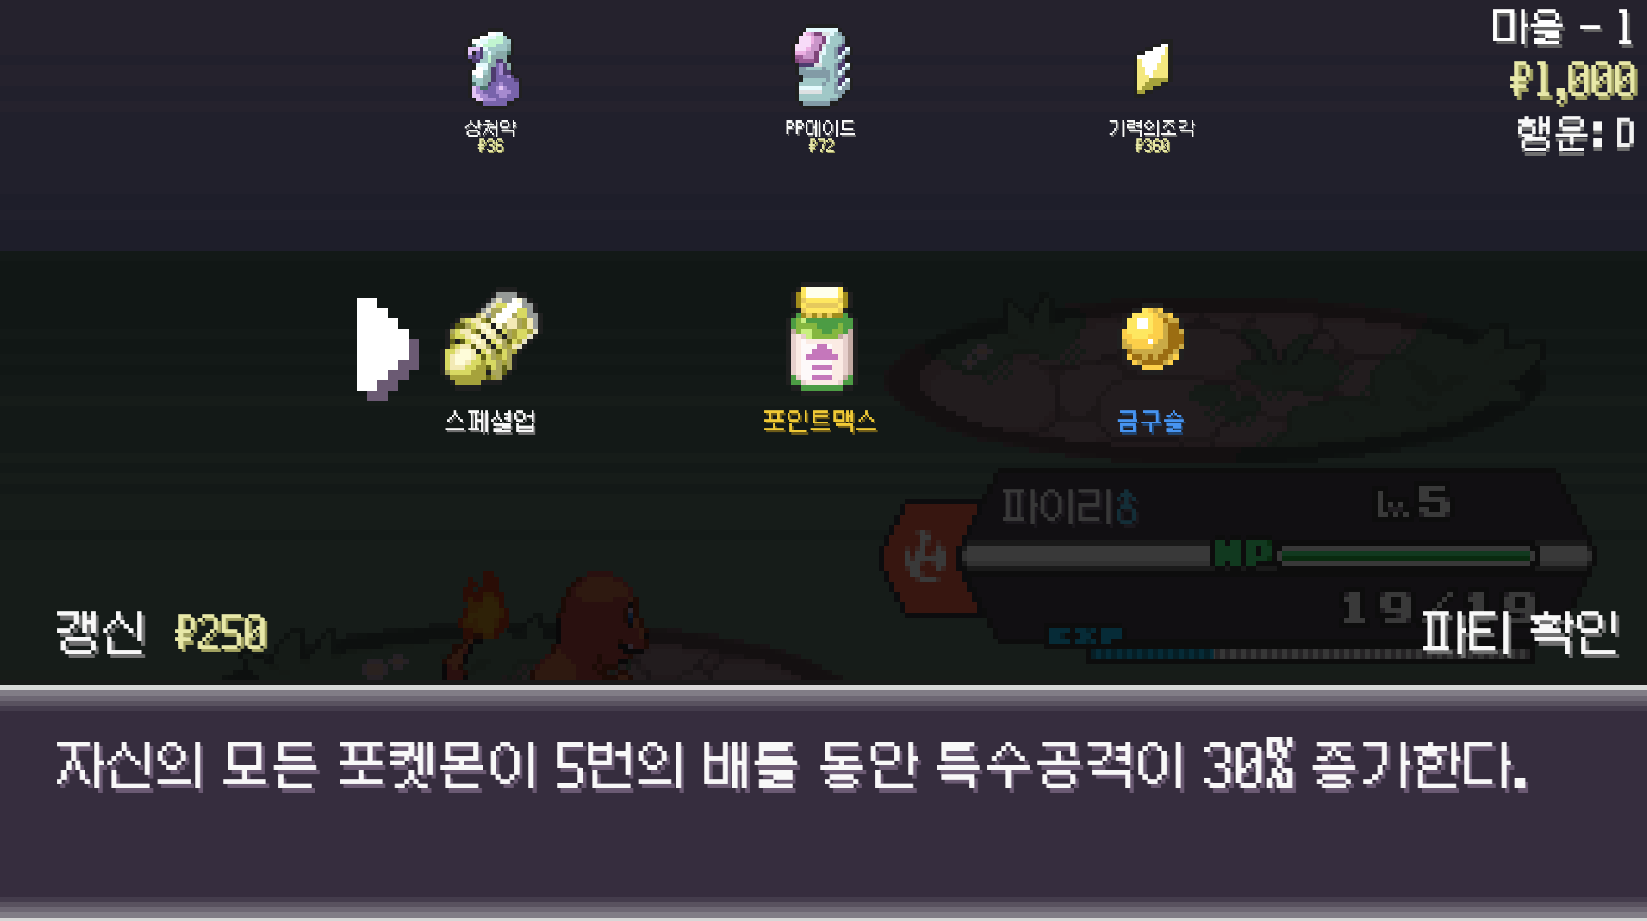 마을 - 1
₽1,000
행운: D
상처약
₽36
PP에이드
₽72
기력의조각
₽360
스페셜업
포인트맥스
금구슬
파이리♂ Lv.5
HP
19/19
EXP
갱신 ₽250
파티 확인
자신의 모든 포켓몬이 5번의 배틀 동안 특수공격이 30% 증가한다.